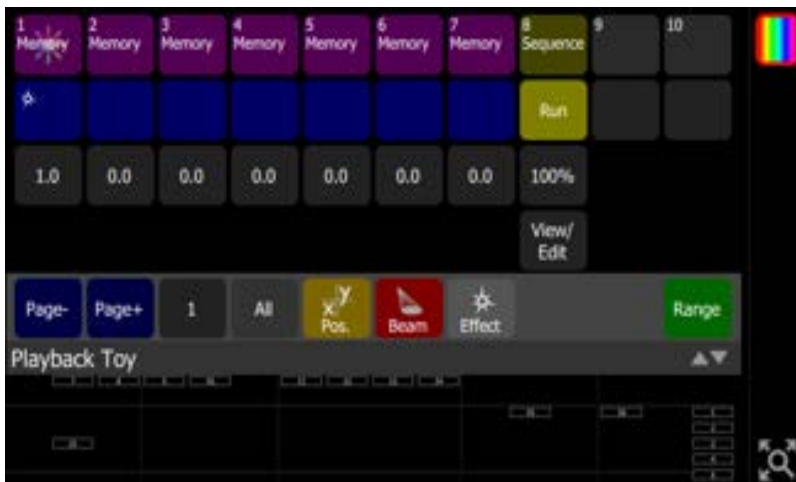 1 2 3 4 5 6 7 8 9 10
Memory Memory Memory Memory Memory Memory Memory Sequence
Run
1.0 0.0 0.0 0.0 0.0 0.0 0.0 100%
View/
Edit
Page- Page+ 1 All x y Pos. Beam Effect Range
Playback Toy